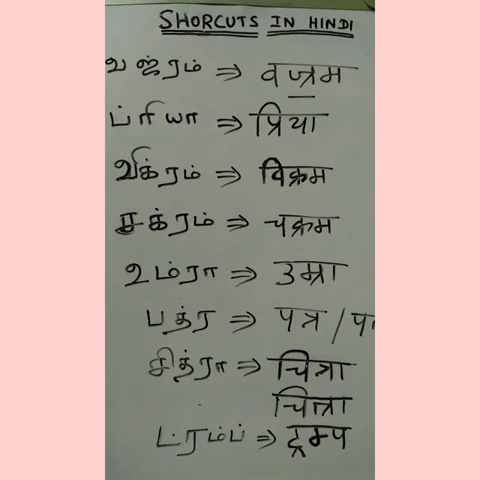 SHORCUTS IN HINDI
வஜ்ரம் ⇒ वज्रम
ப்ரியா ⇒ प्रिया
விக்ரம் ⇒ विक्रम
சக்ரம் ⇒ चक्रम
உம்ரா ⇒ उम्रा
பத்ர ⇒ पत्र /
சித்ரா ⇒ चित्रा
चित्रा
ட்ரம்ப் ⇒ ट्रम्प